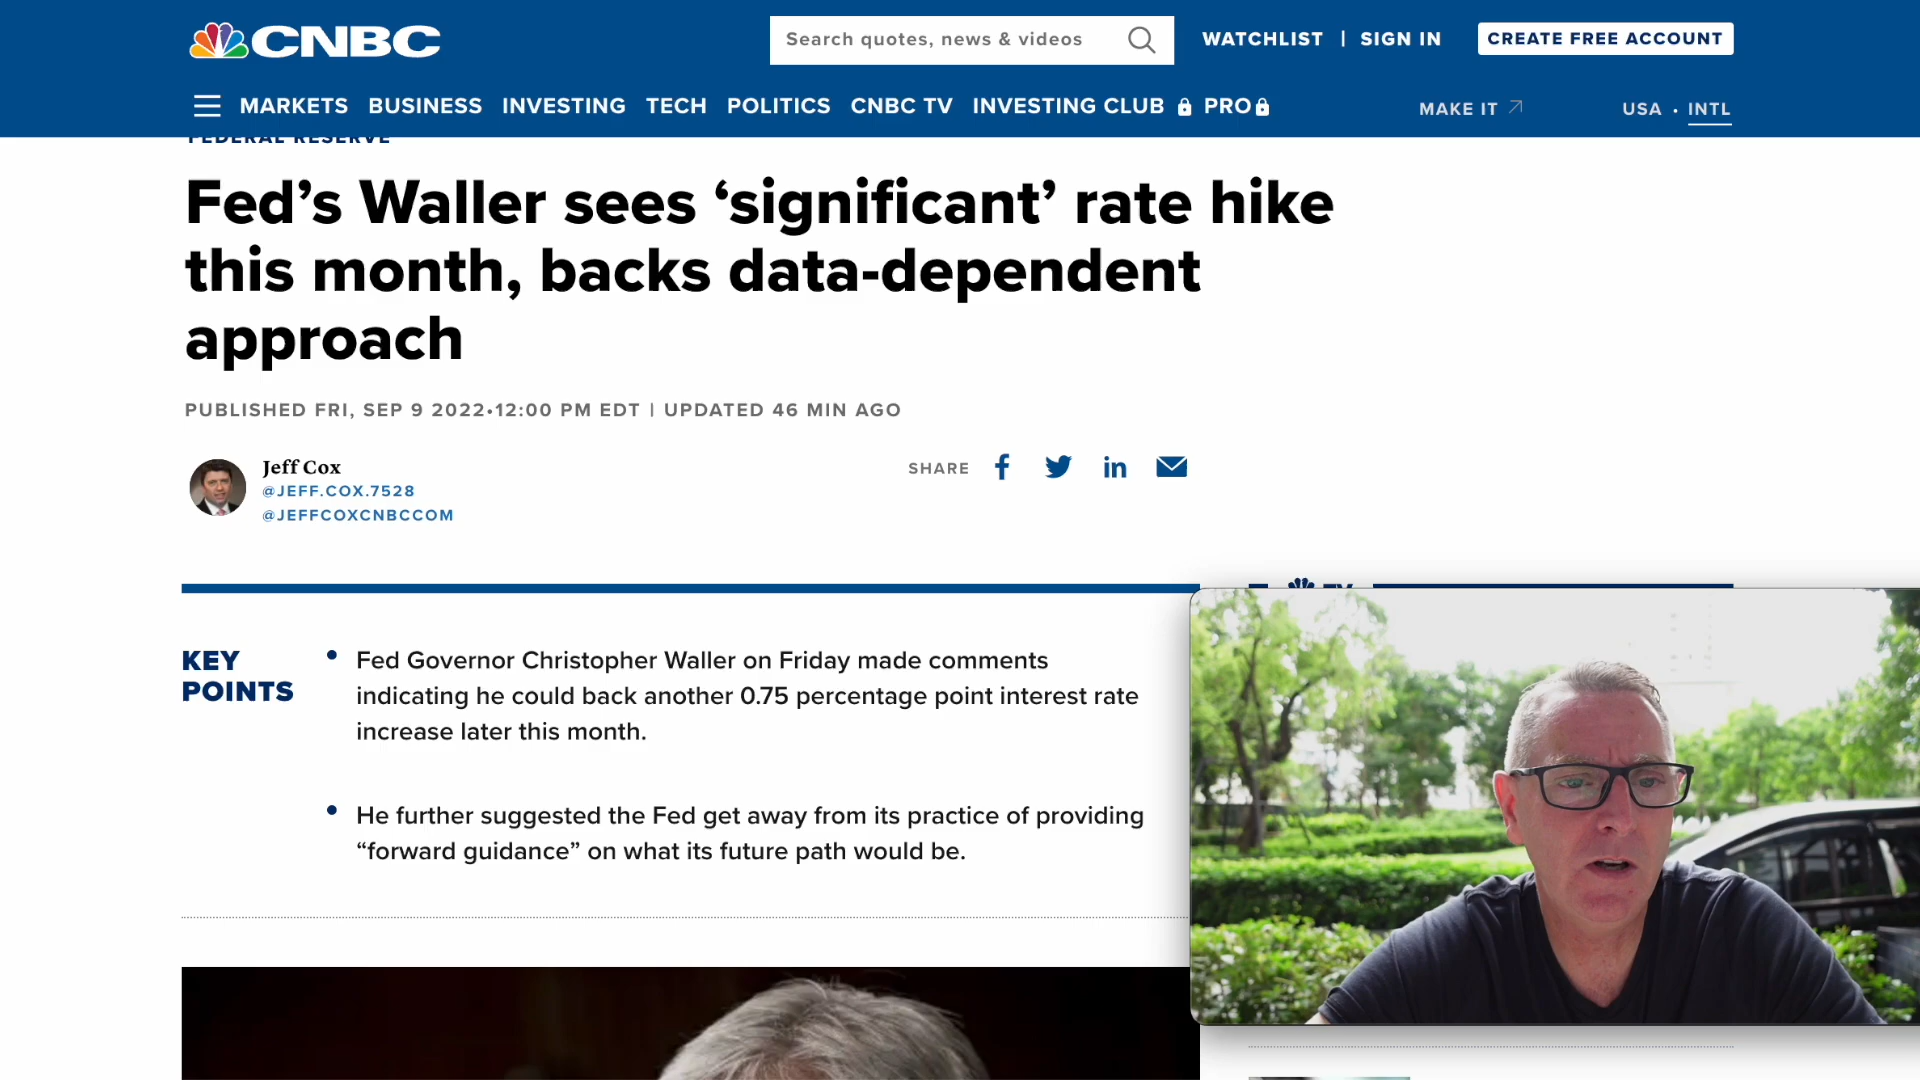 CNBC
Search quotes, news & videos
WATCHLIST | SIGN IN
CREATE FREE ACCOUNT
MARKETS BUSINESS INVESTING TECH POLITICS CNBC TV INVESTING CLUB PRO
MAKE IT
USA • INTL
FEDERAL RESERVE
Fed’s Waller sees ‘significant’ rate hike
this month, backs data-dependent
approach
PUBLISHED FRI, SEP 9 2022•12:00 PM EDT | UPDATED 46 MIN AGO
Jeff Cox
@JEFF.COX.7528
@JEFFCOXCNBCCOM
SHARE
KEY
POINTS
• Fed Governor Christopher Waller on Friday made comments
indicating he could back another 0.75 percentage point interest rate
increase later this month.
• He further suggested the Fed get away from its practice of providing
“forward guidance” on what its future path would be.
TV